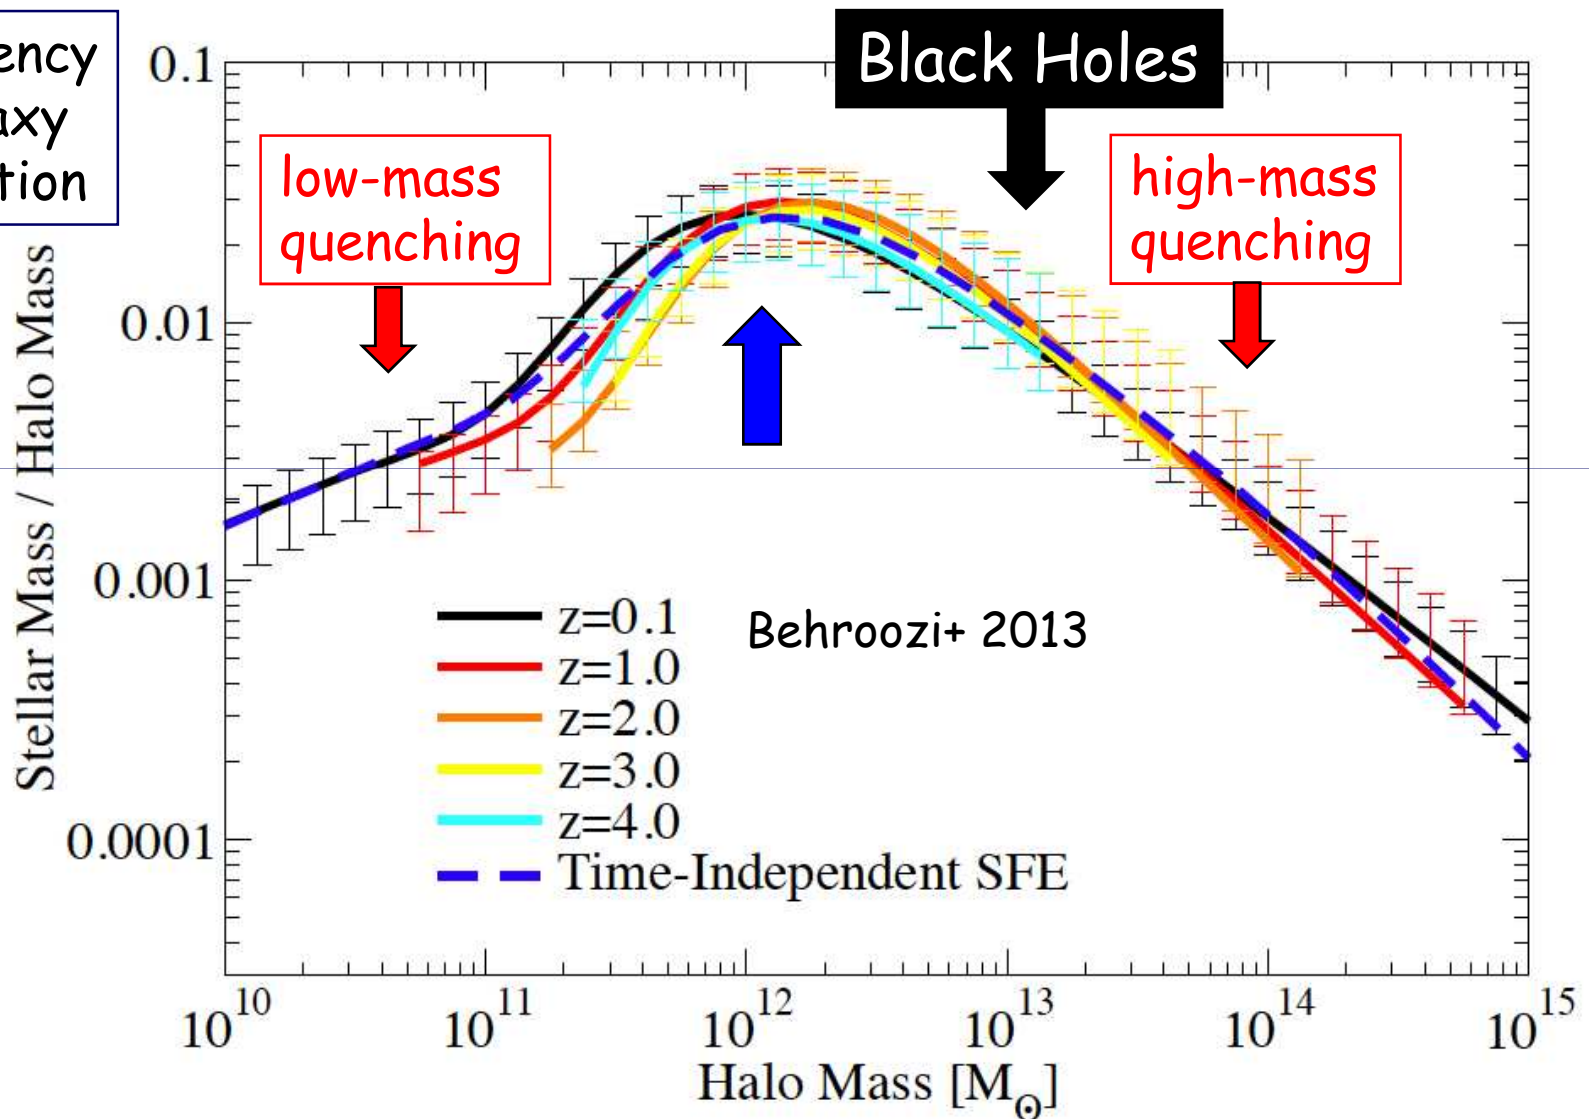 ency
axy
tion
Black Holes
low-mass
quenching
high-mass
quenching
0.1
0.01
0.001
0.0001
Stellar Mass / Halo Mass
z=0.1
z=1.0
z=2.0
z=3.0
z=4.0
Time-Independent SFE
Behroozi+ 2013
10^10 10^11 10^12 10^13 10^14 10^15
Halo Mass [M⊙]